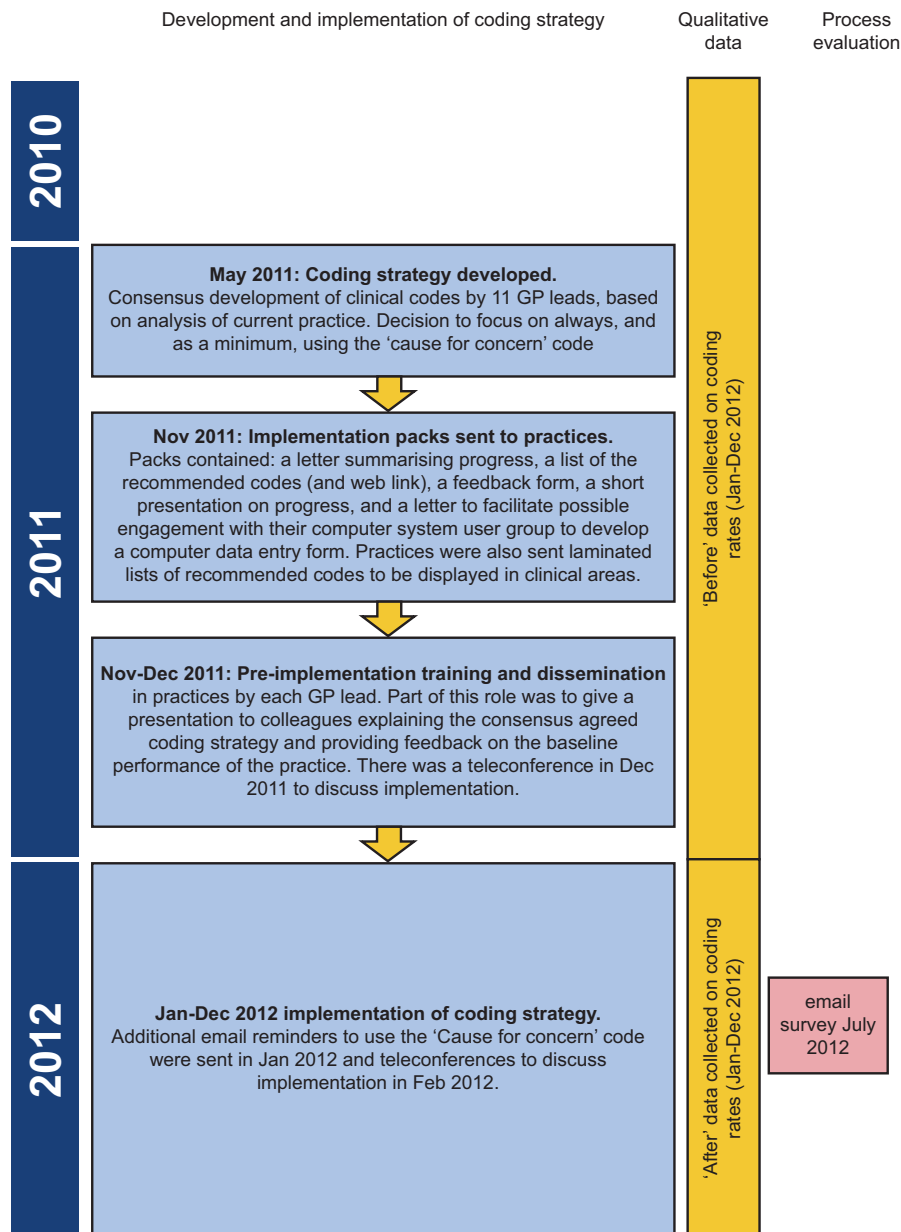 Development and implementation of coding strategy
Qualitative
data
Process
evaluation
2010
2011
May 2011: Coding strategy developed.
Consensus development of clinical codes by 11 GP leads, based
on analysis of current practice. Decision to focus on always, and
as a minimum, using the ‘cause for concern’ code
Nov 2011: Implementation packs sent to practices.
Packs contained: a letter summarising progress, a list of the
recommended codes (and web link), a feedback form, a short
presentation on progress, and a letter to facilitate possible
engagement with their computer system user group to develop
a computer data entry form. Practices were also sent laminated
lists of recommended codes to be displayed in clinical areas.
Nov-Dec 2011: Pre-implementation training and dissemination
in practices by each GP lead. Part of this role was to give a
presentation to colleagues explaining the consensus agreed
coding strategy and providing feedback on the baseline
performance of the practice. There was a teleconference in Dec
2011 to discuss implementation.
‘Before’ data collected on coding
rates (Jan-Dec 2012)
2012
Jan-Dec 2012 implementation of coding strategy.
Additional email reminders to use the ‘Cause for concern’ code
were sent in Jan 2012 and teleconferences to discuss
implementation in Feb 2012.
‘After’ data collected on coding
rates (Jan-Dec 2012)
email
survey July
2012